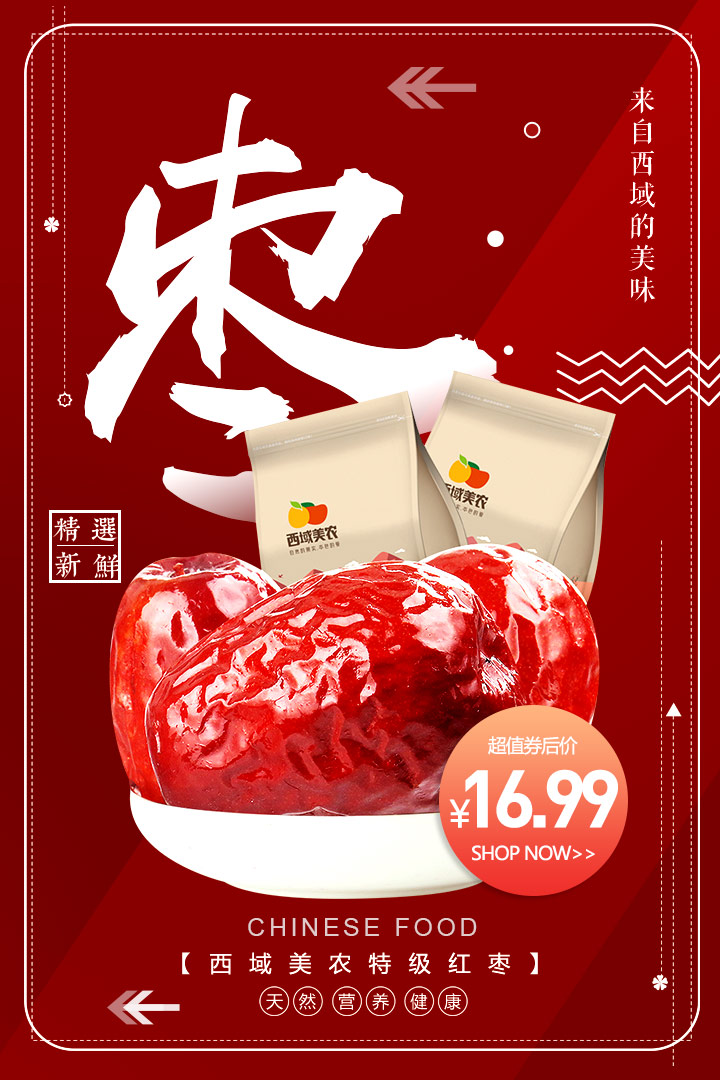 枣
来自西域的美味
精選
新鮮
西域美农
西域美农
超值券后价
¥16.99
SHOP NOW>>
CHINESE FOOD
【西域美农特级红枣】
天然 营养 健康